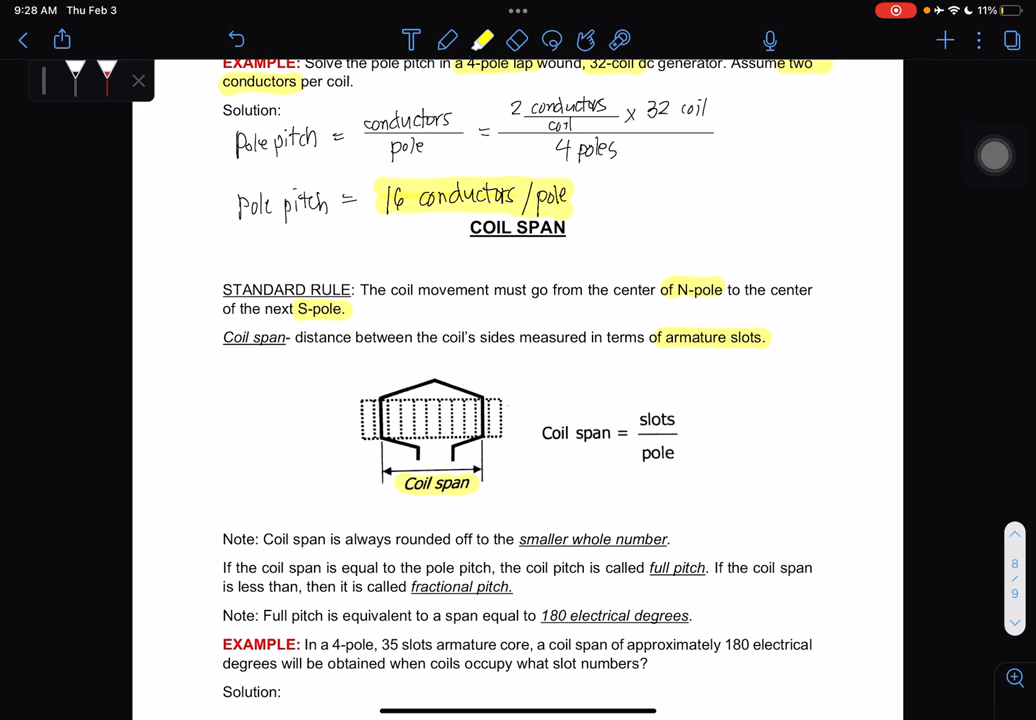 9:28 AM Thu Feb 3
11%
EXAMPLE: Solve the pole pitch in a 4-pole lap wound, 32-coil dc generator. Assume two
conductors per coil.
Solution:
Pole pitch = conductors / pole = 2 conductors / coil x 32 coil / 4 poles
pole pitch = 16 conductors/pole
COIL SPAN
STANDARD RULE: The coil movement must go from the center of N-pole to the center
of the next S-pole.
Coil span- distance between the coil's sides measured in terms of armature slots.
Coil span = slots / pole
Coil span
Note: Coil span is always rounded off to the smaller whole number.
If the coil span is equal to the pole pitch, the coil pitch is called full pitch. If the coil span
is less than, then it is called fractional pitch.
Note: Full pitch is equivalent to a span equal to 180 electrical degrees.
EXAMPLE: In a 4-pole, 35 slots armature core, a coil span of approximately 180 electrical
degrees will be obtained when coils occupy what slot numbers?
Solution:
8
/
9